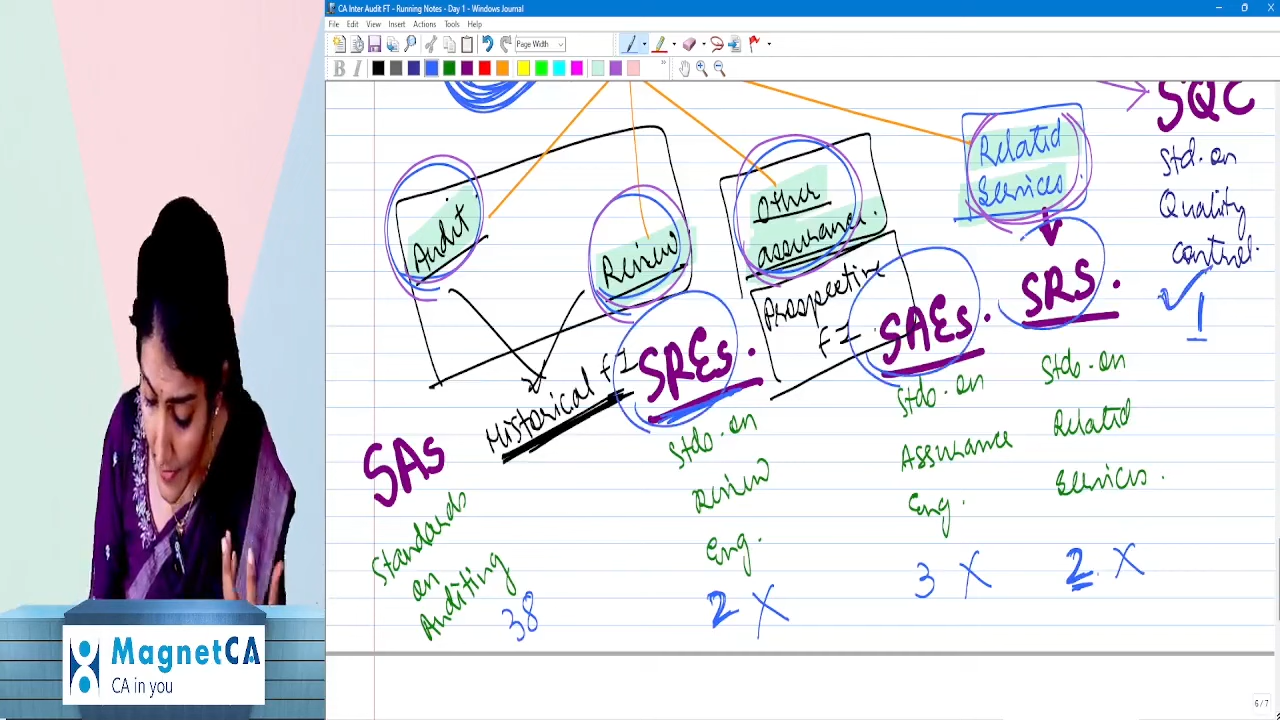 CA Inter Audit FT - Running Notes - Day 1 - Windows Journal
File Edit View Insert Actions Tools Help
Page Width
B I
SQC
Std. on
Quality
Control.
1
Related
Services.
Other
assurance.
Audit
Review
Prospective
FI.
Historical FI
SRS.
Stds. on
Related
Services.
2 X
SAEs.
Stds. on
Assurance
Eng.
3 X
SREs.
Stds. on
Review
Eng.
2 X
SAs
Standards
on
Auditing
38
MagnetCA
CA in you
6 / 7